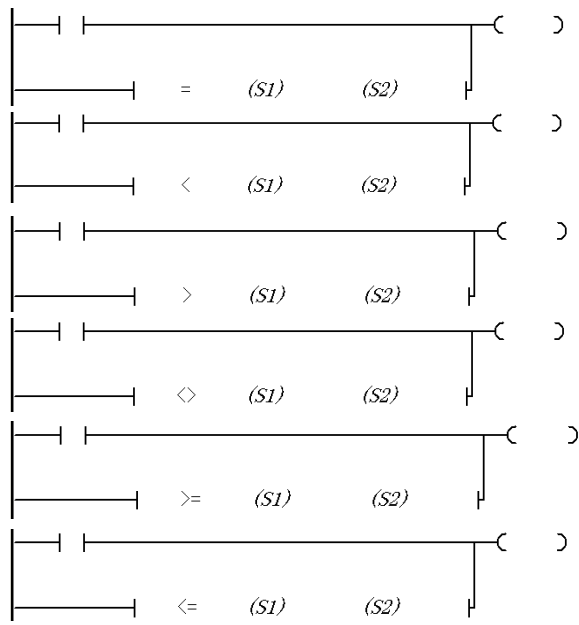 = (S1) (S2)
< (S1) (S2)
> (S1) (S2)
<> (S1) (S2)
>= (S1) (S2)
<= (S1) (S2)